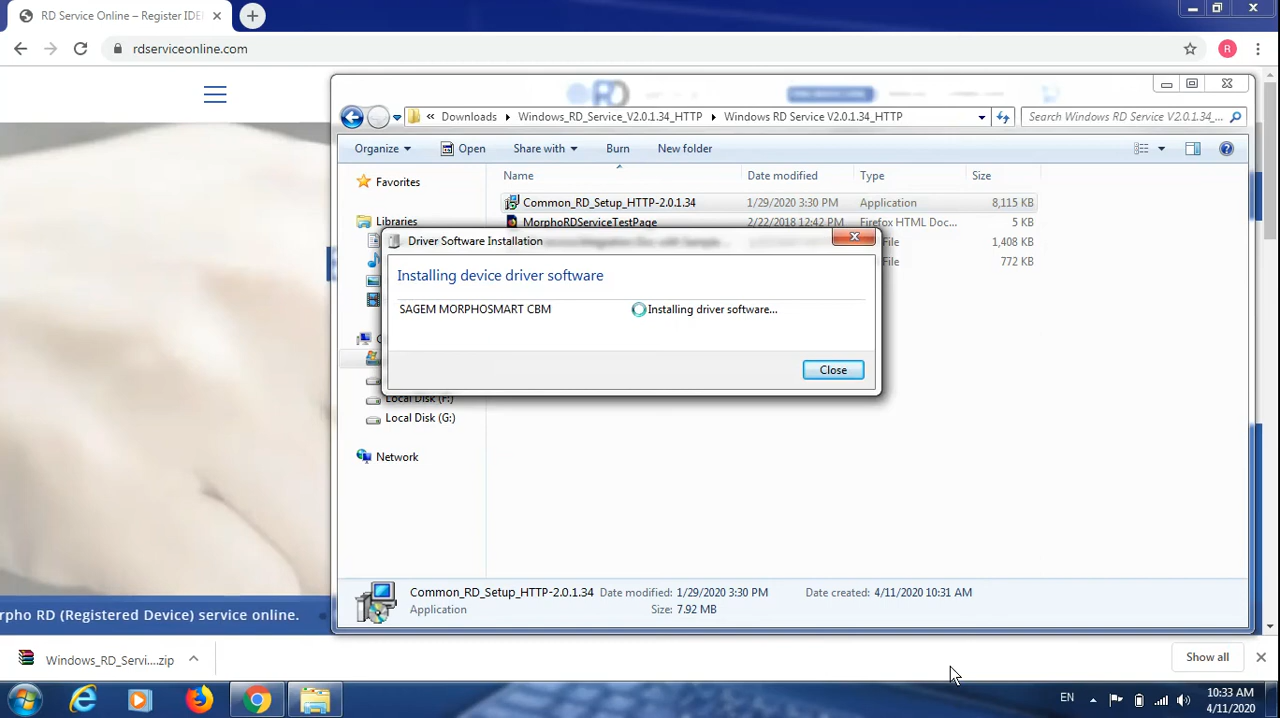 RD Service Online – Register IDE
rdserviceonline.com
« Downloads Windows_RD_Service_V2.0.1.34_HTTP Windows RD Service V2.0.1.34_HTTP
Search Windows RD Service V2.0.1.34_...
Organize Open Share with Burn New folder
Name Date modified Type Size
Favorites
Common_RD_Setup_HTTP-2.0.1.34 1/29/2020 3:30 PM Application 8,115 KB
Libraries
MorphoRDServiceTestPage 2/22/2018 12:42 PM Firefox HTML Doc... 5 KB
File 1,408 KB
File 772 KB
Driver Software Installation
Installing device driver software
SAGEM MORPHOSMART CBM Installing driver software...
Close
Local Disk (F:)
Local Disk (G:)
Network
Common_RD_Setup_HTTP-2.0.1.34 Date modified: 1/29/2020 3:30 PM Date created: 4/11/2020 10:31 AM
Application Size: 7.92 MB
rpho RD (Registered Device) service online.
Windows_RD_Servi....zip
Show all
EN
10:33 AM
4/11/2020
R